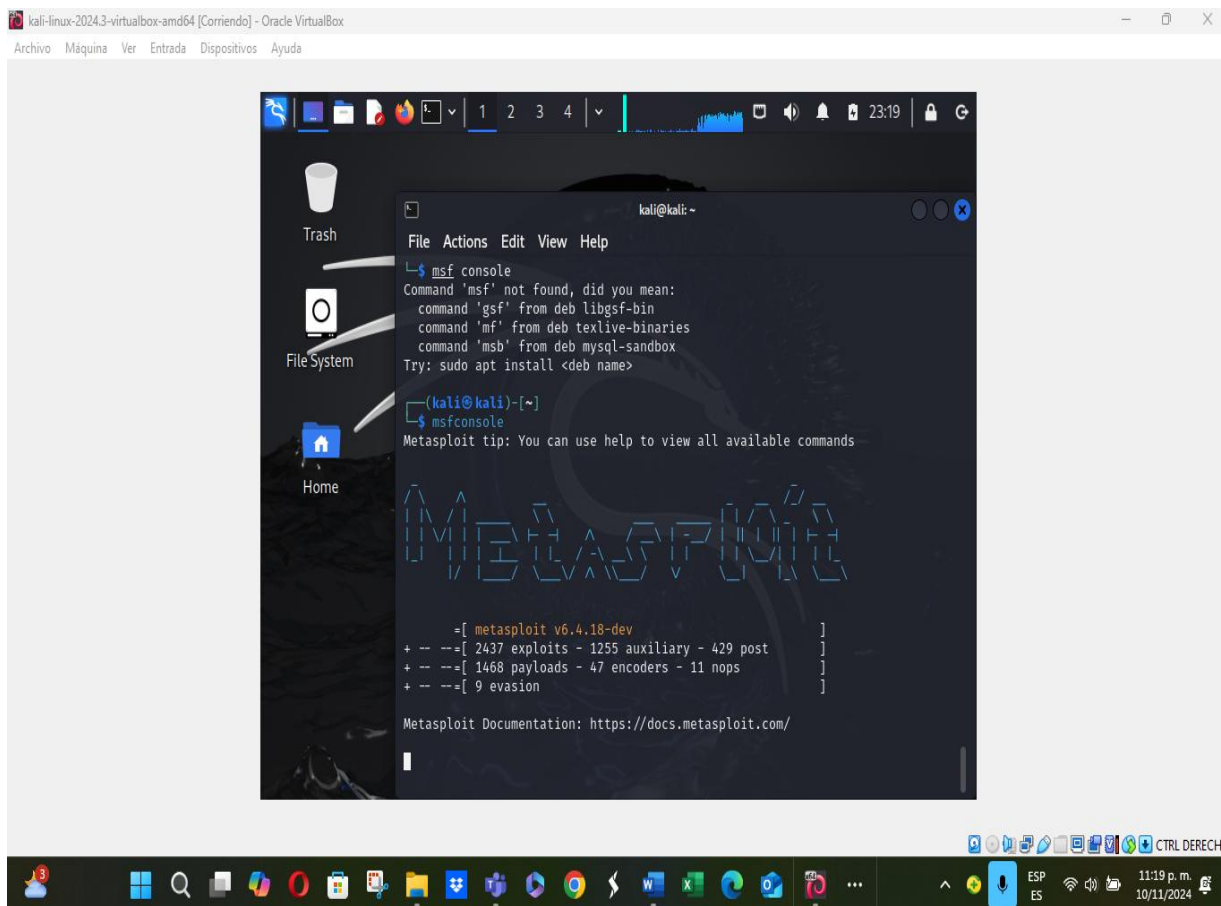 kali-linux-2024.3-virtualbox-amd64 [Corriendo] - Oracle VirtualBox
Archivo Máquina Ver Entrada Dispositivos Ayuda
1 2 3 4 23:19
Trash
File System
Home
kali@kali: ~
File Actions Edit View Help
└─$ msf console
Command 'msf' not found, did you mean:
command 'gsf' from deb libgsf-bin
command 'mf' from deb texlive-binaries
command 'msb' from deb mysql-sandbox
Try: sudo apt install <deb name>
┌──(kali㉿kali)-[~]
└─$ msfconsole
Metasploit tip: You can use help to view all available commands
Metasploit
=[ metasploit v6.4.18-dev ]
+ -- --=[ 2437 exploits - 1255 auxiliary - 429 post ]
+ -- --=[ 1468 payloads - 47 encoders - 11 nops ]
+ -- --=[ 9 evasion ]
Metasploit Documentation: https://docs.metasploit.com/
CTRL DERECH
3
ESP
ES
11:19 p. m.
10/11/2024